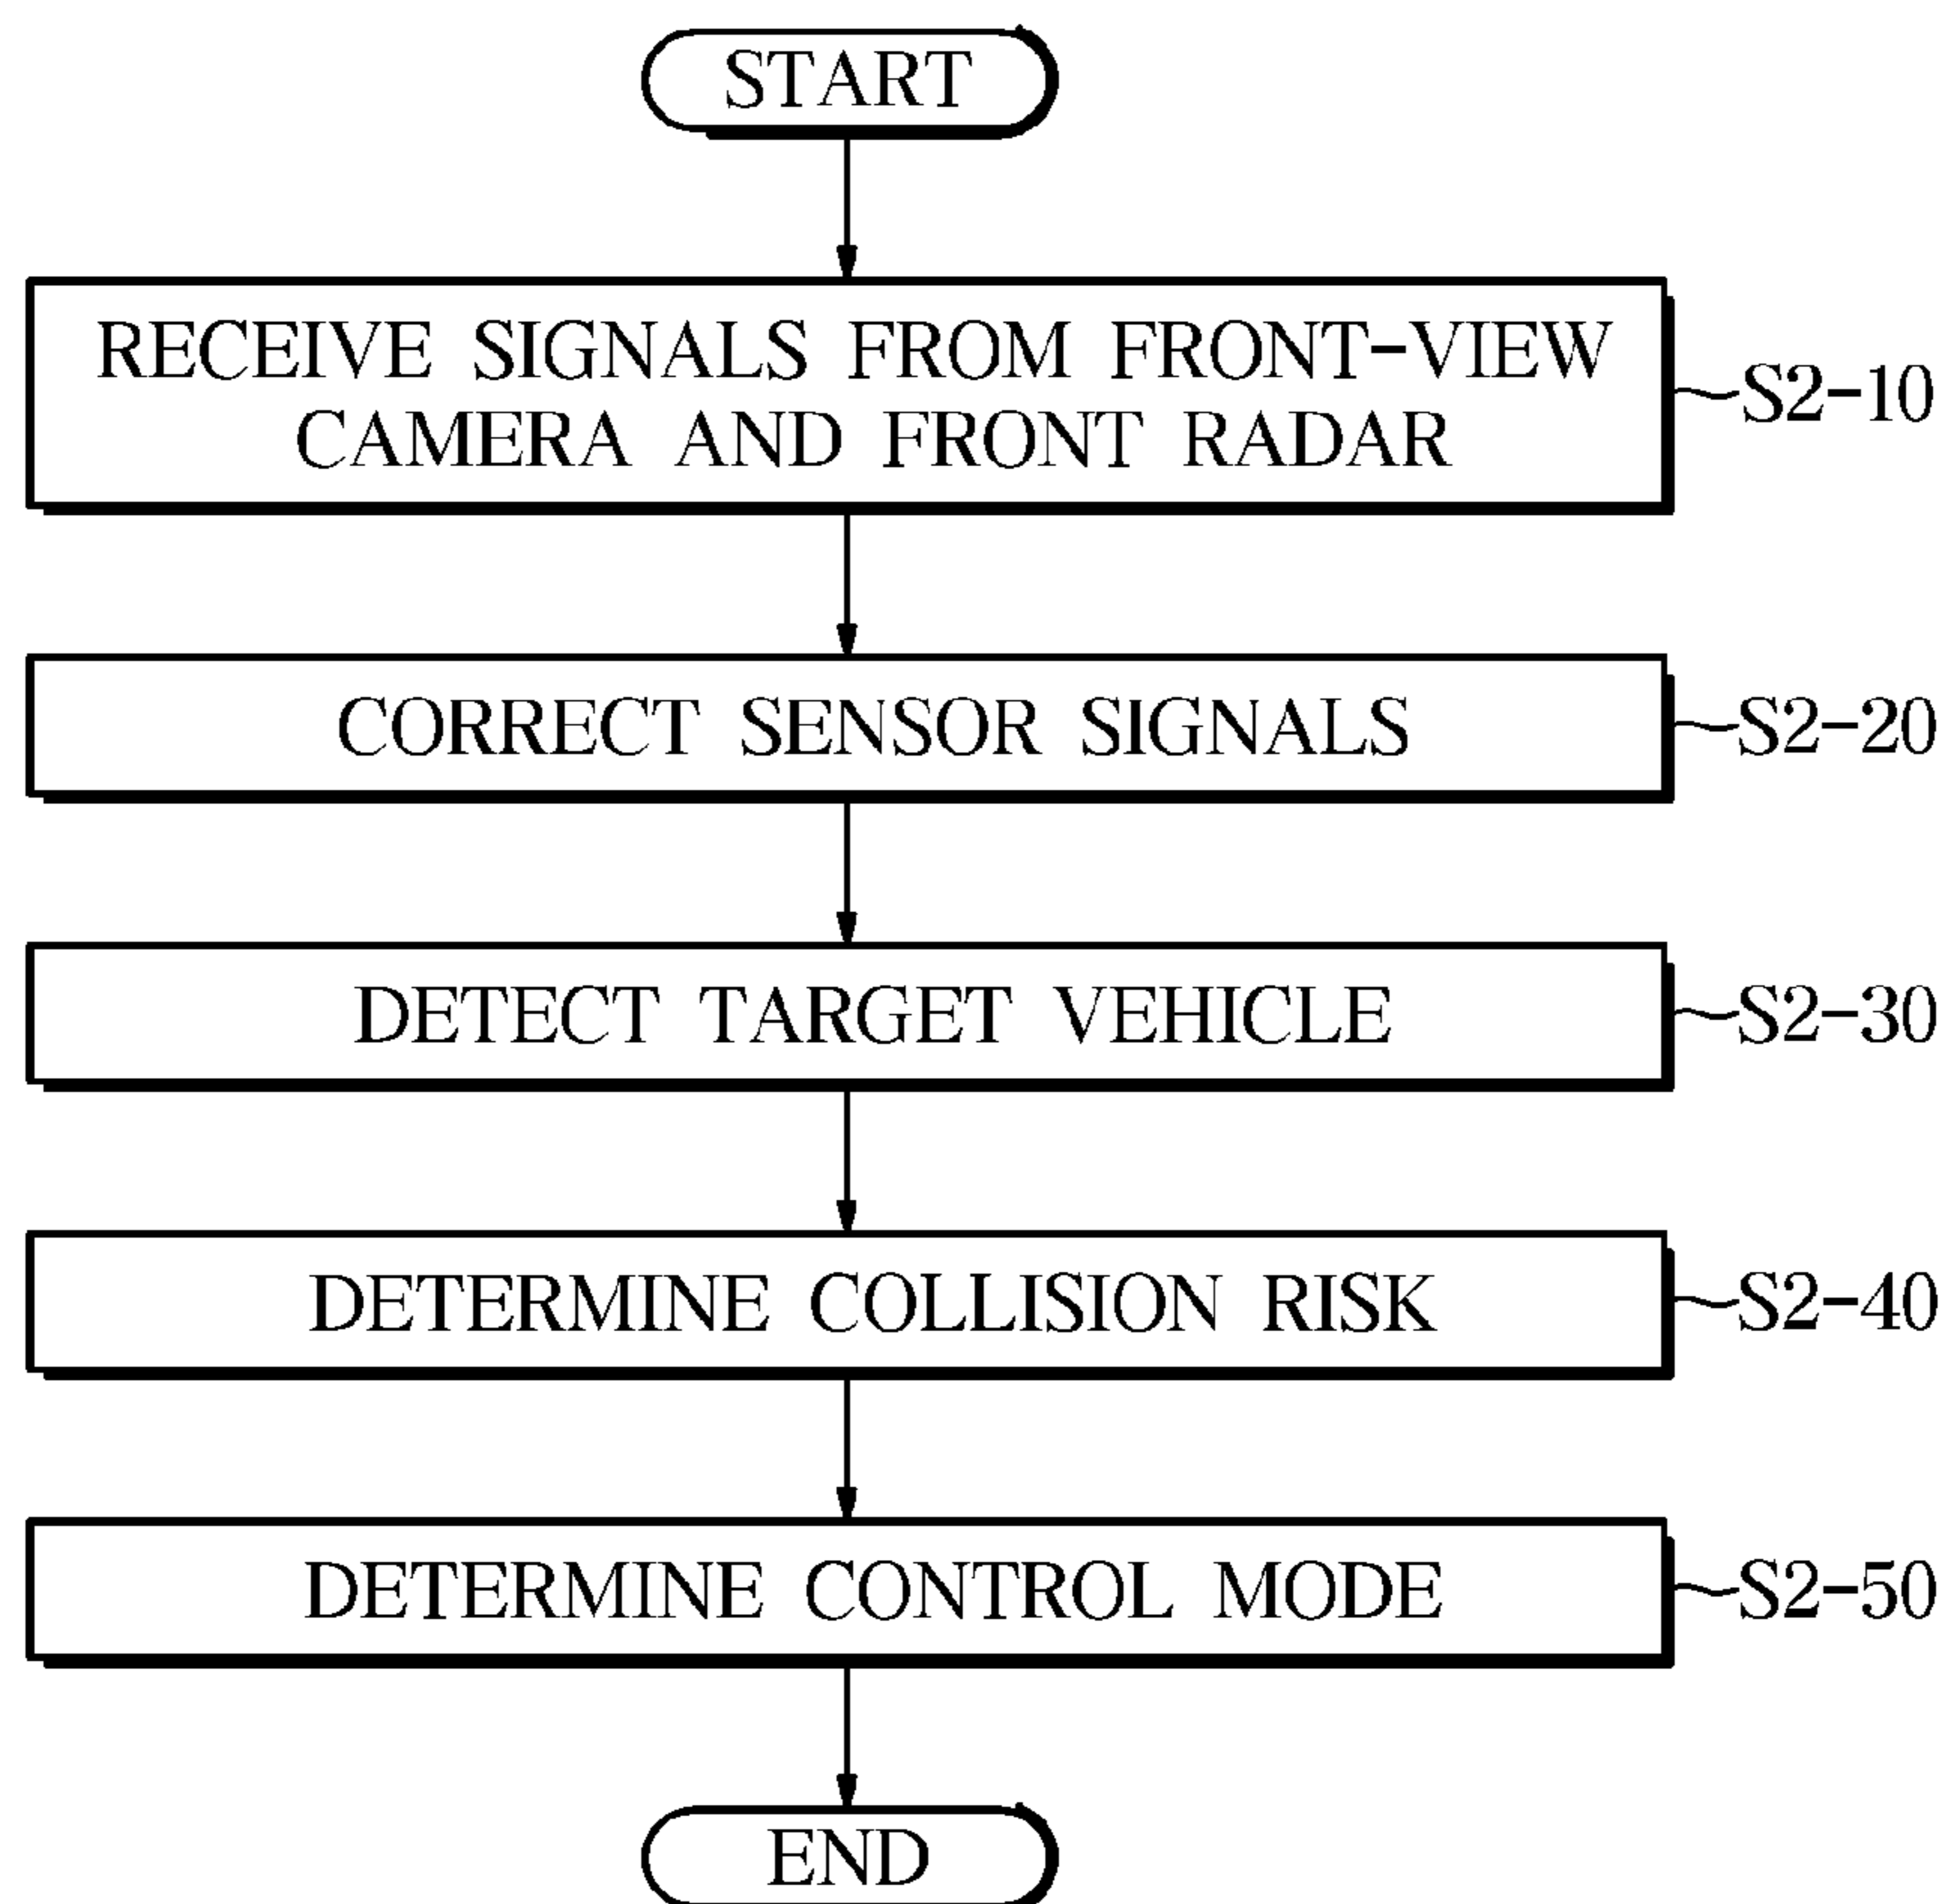 START
RECEIVE SIGNALS FROM FRONT-VIEW
CAMERA AND FRONT RADAR
S2-10
CORRECT SENSOR SIGNALS
S2-20
DETECT TARGET VEHICLE
S2-30
DETERMINE COLLISION RISK
S2-40
DETERMINE CONTROL MODE
S2-50
END